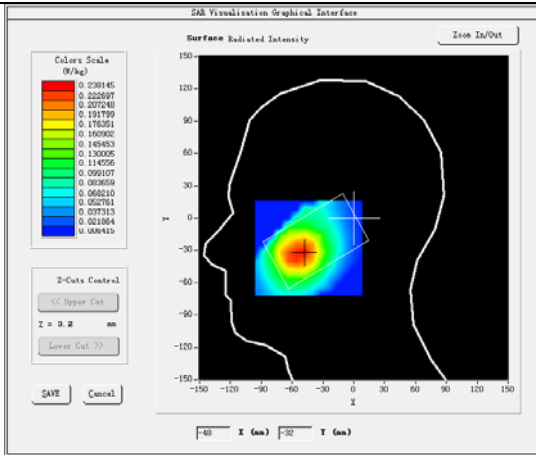 SAR Visualisation Graphical Interface
Surface Radiated Intensity
Zoom In/Out
Colors Scale
(W/kg)
0.238145
0.222697
0.207248
0.191799
0.176351
0.160902
0.145453
0.130005
0.114556
0.099107
0.083659
0.068210
0.052761
0.037313
0.021864
0.006415
150
120
90
60
30
0
-30
-60
-90
-120
-150
Y
-150 -120 -90 -60 -30 0 30 60 90 120 150
X
Z-Cuts Control
<< Upper Cut
Z = 0.2 mm
Lower Cut >>
SAVE Cancel
-48 X (mm) -32 Y (mm)